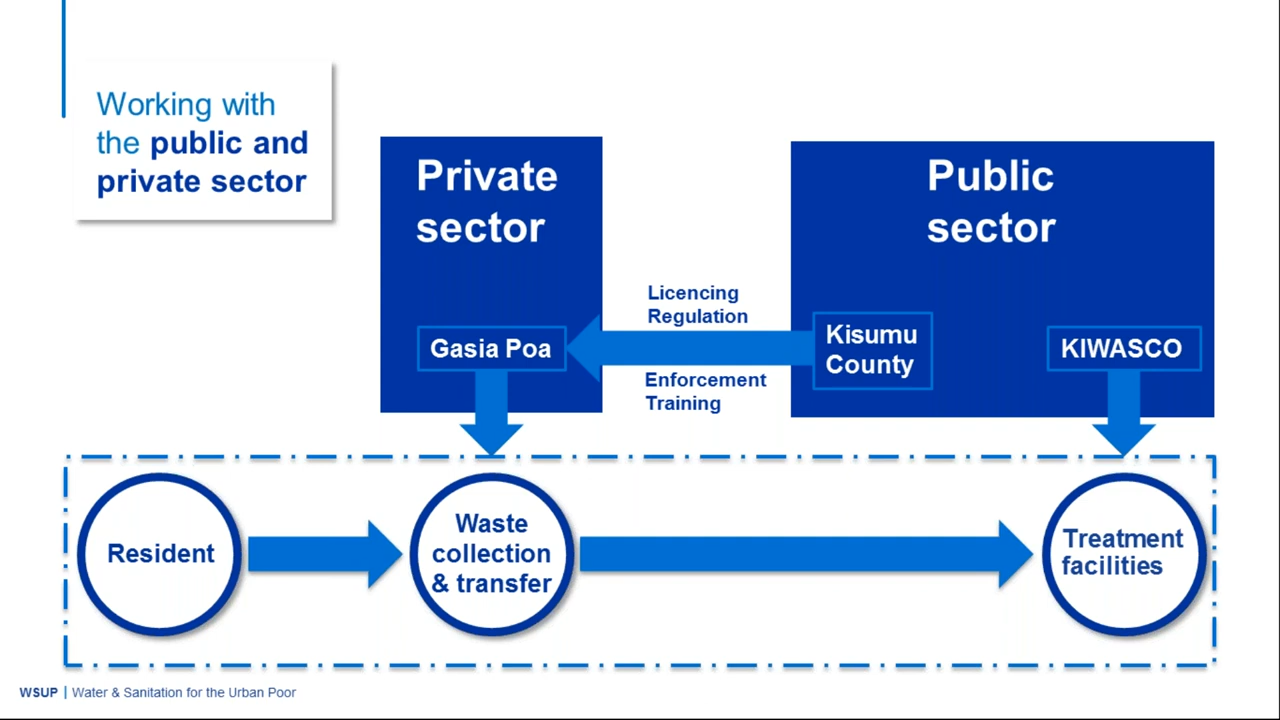 Working with
the public and
private sector
Private
sector
Public
sector
Licencing
Regulation
Gasia Poa
Kisumu
County
KIWASCO
Enforcement
Training
Resident
Waste
collection
& transfer
Treatment
facilities
WSUP | Water & Sanitation for the Urban Poor